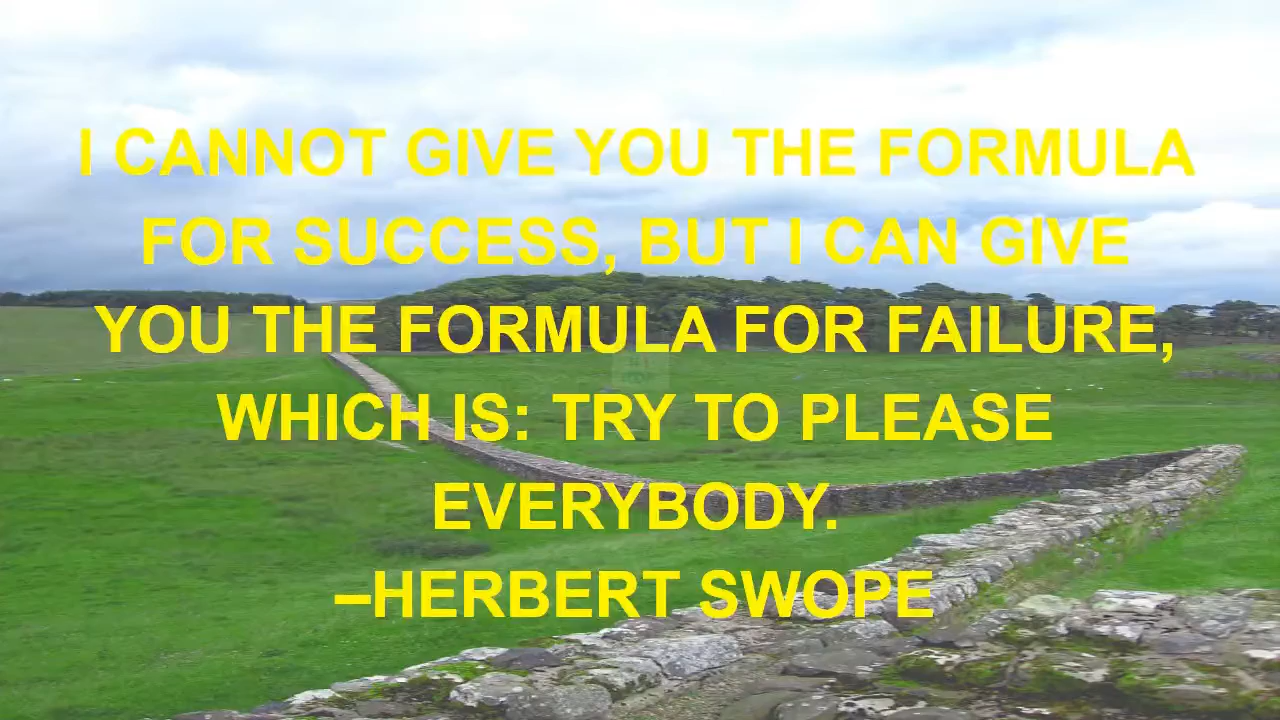 I CANNOT GIVE YOU THE FORMULA
FOR SUCCESS, BUT I CAN GIVE
YOU THE FORMULA FOR FAILURE,
WHICH IS: TRY TO PLEASE
EVERYBODY.
–HERBERT SWOPE